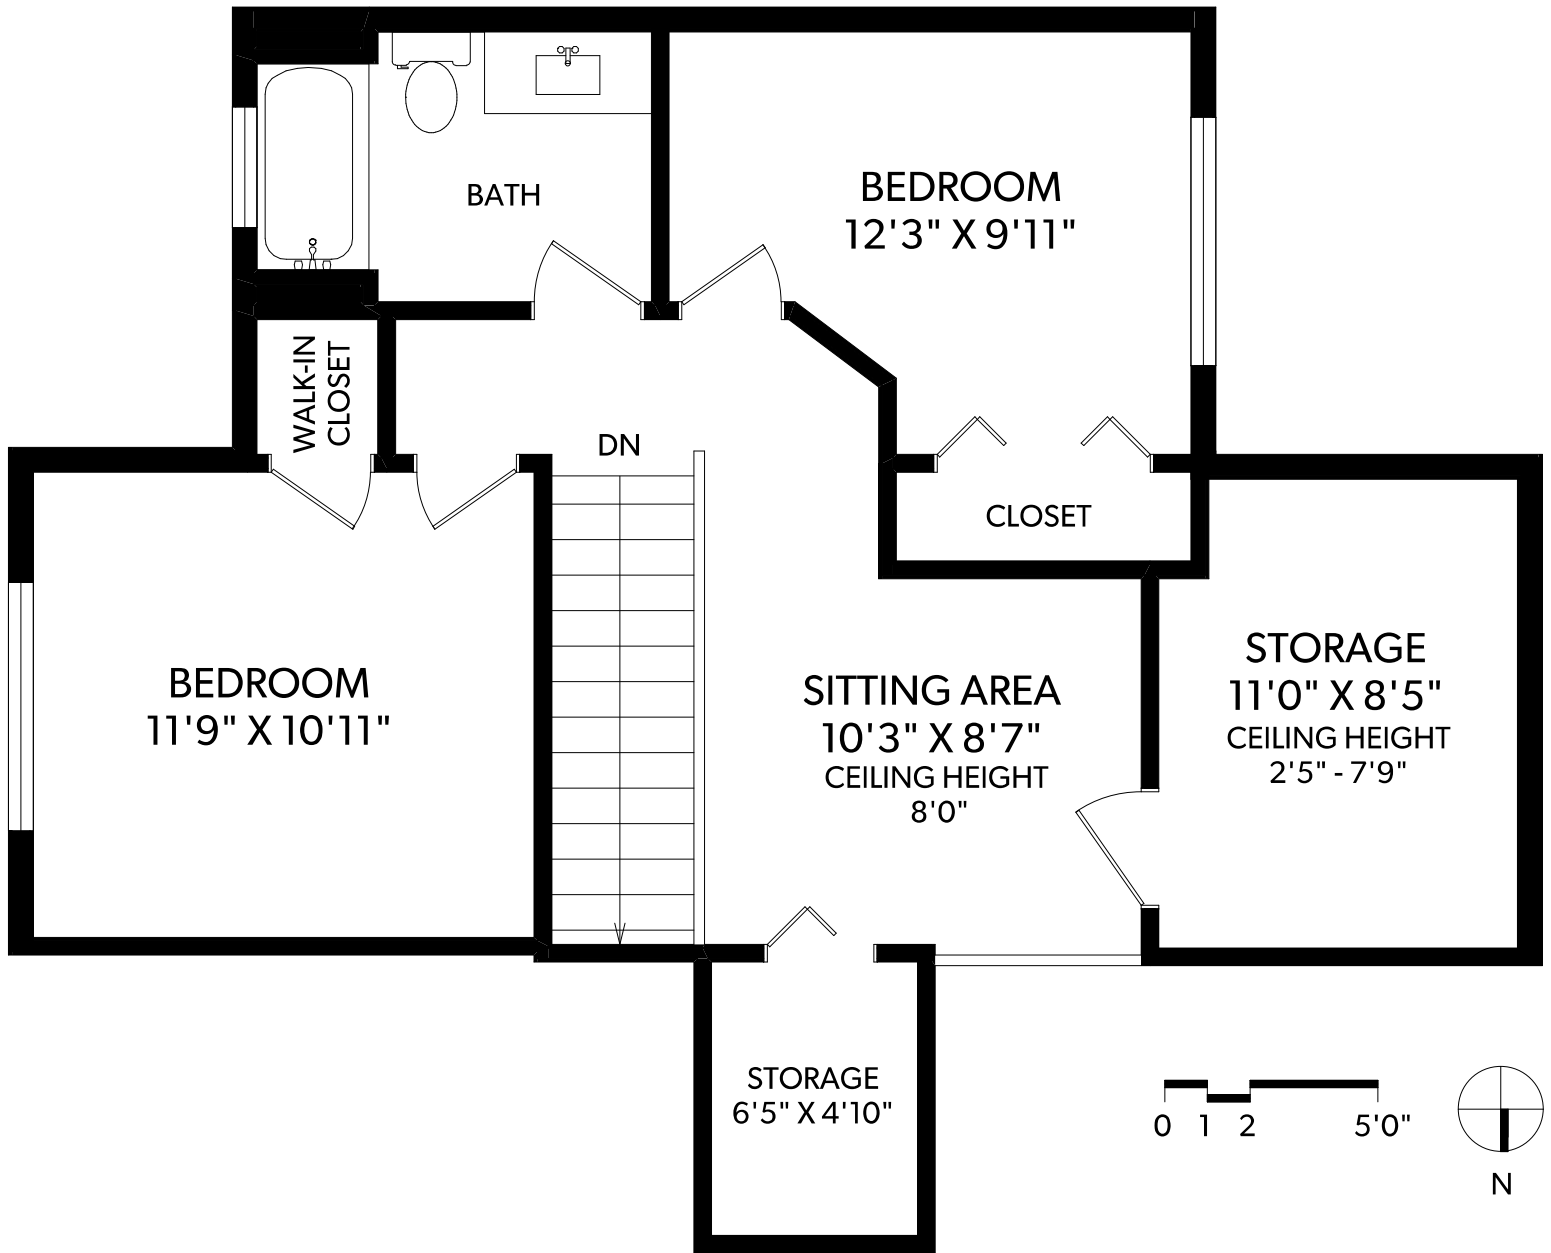 BATH
BEDROOM
12'3" X 9'11"
WALK-IN
CLOSET
DN
CLOSET
BEDROOM
11'9" X 10'11"
SITTING AREA
10'3" X 8'7"
CEILING HEIGHT
8'0"
STORAGE
11'0" X 8'5"
CEILING HEIGHT
2'5" - 7'9"
STORAGE
6'5" X 4'10"
0 1 2 5'0"
N